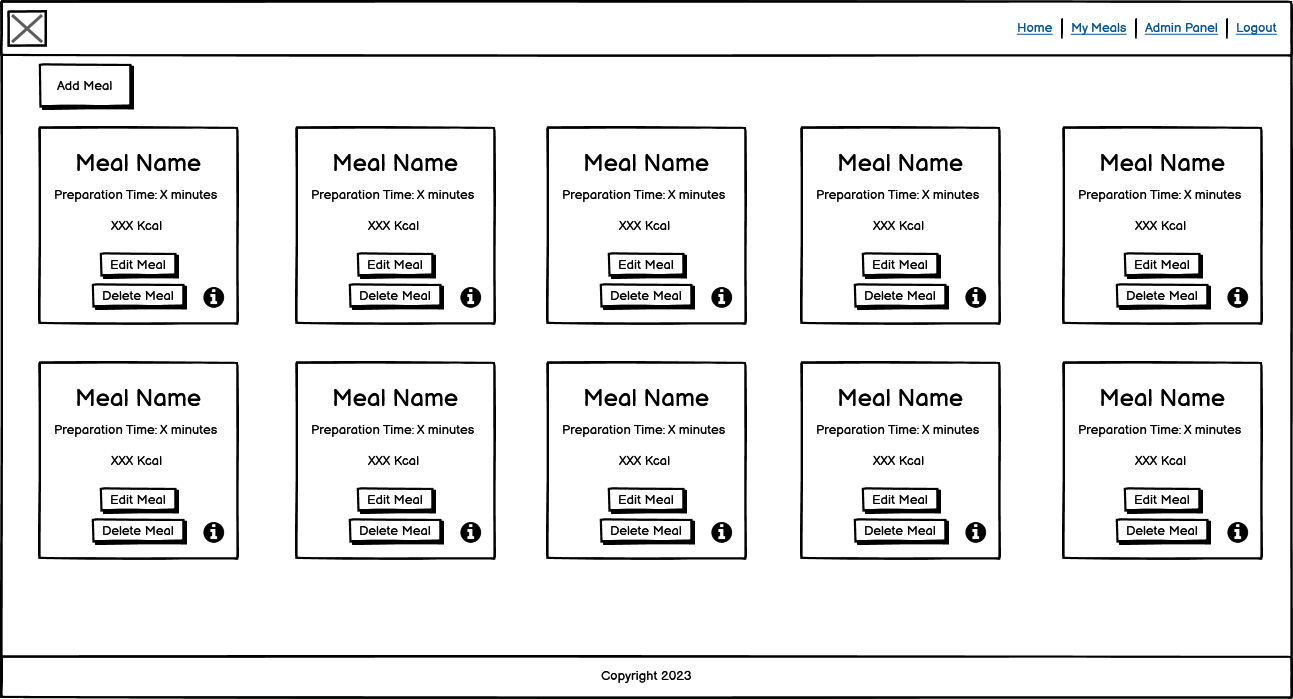 Home My Meals Admin Panel Logout
Add Meal
Meal Name Meal Name Meal Name Meal Name Meal Name
Preparation Time: X minutes Preparation Time: X minutes Preparation Time: X minutes Preparation Time: X minutes Preparation Time: X minutes
XXX Kcal XXX Kcal XXX Kcal XXX Kcal XXX Kcal
Edit Meal Edit Meal Edit Meal Edit Meal Edit Meal
Delete Meal Delete Meal Delete Meal Delete Meal Delete Meal
Meal Name Meal Name Meal Name Meal Name Meal Name
Preparation Time: X minutes Preparation Time: X minutes Preparation Time: X minutes Preparation Time: X minutes Preparation Time: X minutes
XXX Kcal XXX Kcal XXX Kcal XXX Kcal XXX Kcal
Edit Meal Edit Meal Edit Meal Edit Meal Edit Meal
Delete Meal Delete Meal Delete Meal Delete Meal Delete Meal
Copyright 2023